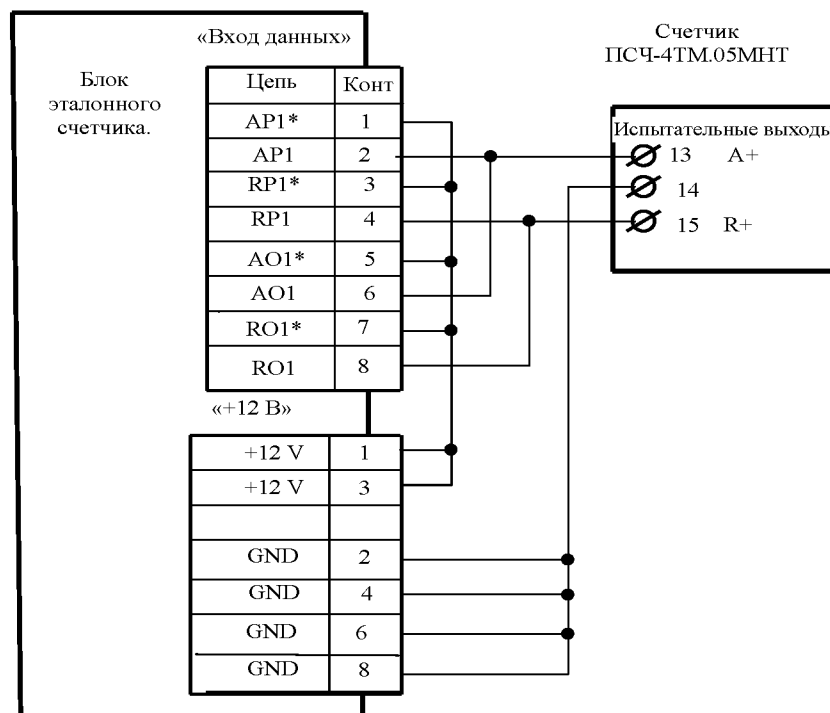 «Вход данных»
Блок
эталонного
счетчика.
Цепь Конт
AP1* 1
AP1 2
RP1* 3
RP1 4
AO1* 5
AO1 6
RO1* 7
RO1 8
«+12 В»
+12 V 1
+12 V 3
GND 2
GND 4
GND 6
GND 8
Счетчик
ПСЧ-4ТМ.05МНТ
Испытательные выходы
13 A+
14
15 R+